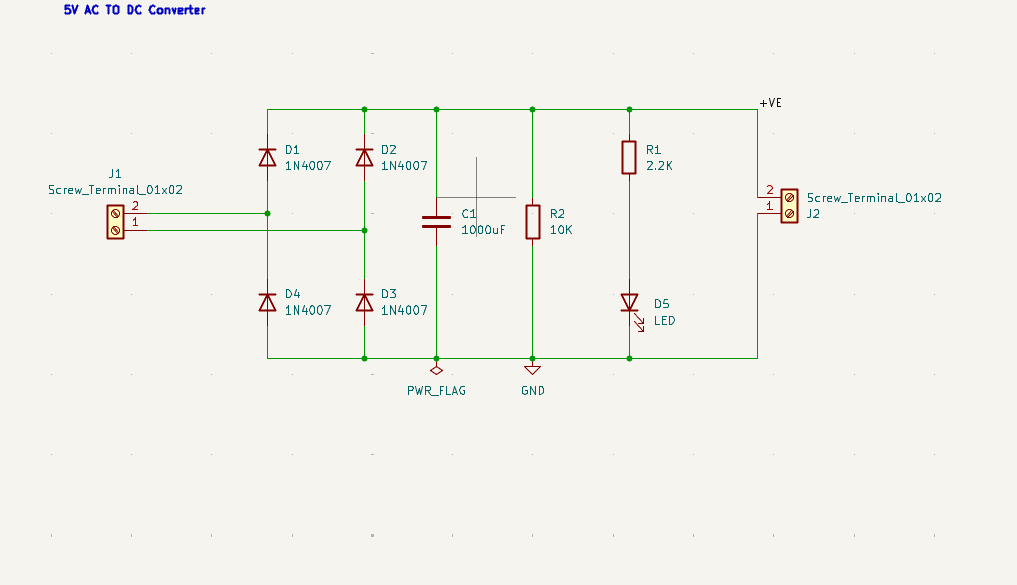 5V AC TO DC Converter
+VE
D1
1N4007
D2
1N4007
R1
2.2K
J1
Screw_Terminal_01x02
2
1
C1
1000uF
R2
10K
2
1
Screw_Terminal_01x02
J2
D4
1N4007
D3
1N4007
D5
LED
PWR_FLAG
GND